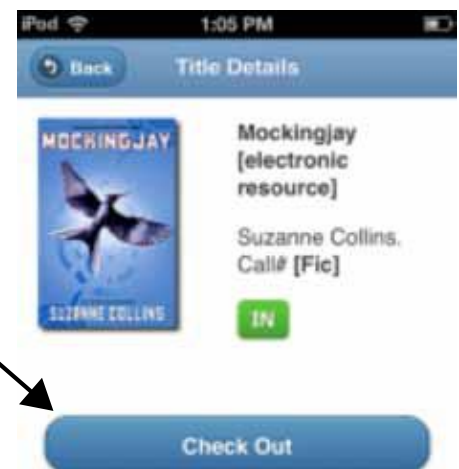 iPod 1:05 PM
Back Title Details
MOCKINGJAY
SUZANNE COLLINS
Mockingjay
[electronic
resource]
Suzanne Collins.
Call# [Fic]
IN
Check Out